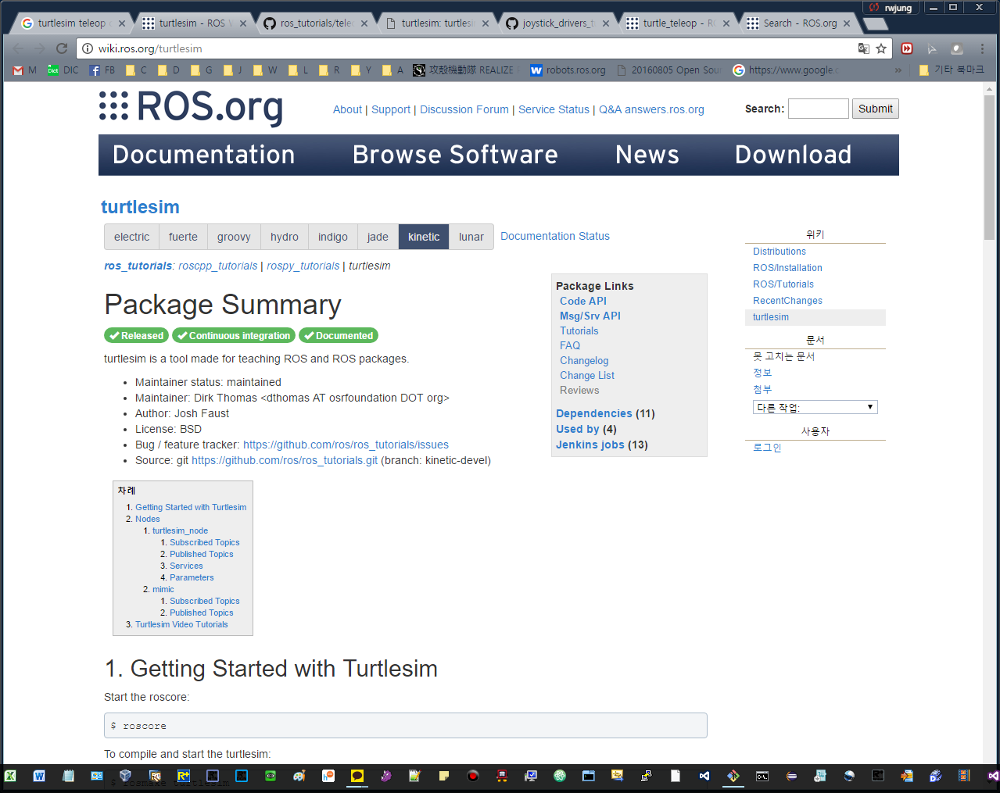 rwjung
turtlesim teleop
turtlesim - ROS
ros_tutorials/tele
turtlesim: turtlesi
joystick_drivers_t
turtle_teleop - RO
Search - ROS.org
wiki.ros.org/turtlesim
M DIC FB C D G J W L R Y A 攻殻機動隊 REALIZE robots.ros.org 20160805 Open Sour https://www.google.c » 기타 북마크
ROS.org
About | Support | Discussion Forum | Service Status | Q&A answers.ros.org
Search: Submit
Documentation Browse Software News Download
turtlesim
electric fuerte groovy hydro indigo jade kinetic lunar Documentation Status
ros_tutorials: roscpp_tutorials | rospy_tutorials | turtlesim
Package Summary
Released Continuous integration Documented
turtlesim is a tool made for teaching ROS and ROS packages.
• Maintainer status: maintained
• Maintainer: Dirk Thomas <dthomas AT osrfoundation DOT org>
• Author: Josh Faust
• License: BSD
• Bug / feature tracker: https://github.com/ros/ros_tutorials/issues
• Source: git https://github.com/ros/ros_tutorials.git (branch: kinetic-devel)
Package Links
Code API
Msg/Srv API
Tutorials
FAQ
Changelog
Change List
Reviews
Dependencies (11)
Used by (4)
Jenkins jobs (13)
위키
Distributions
ROS/Installation
ROS/Tutorials
RecentChanges
turtlesim
문서
못 고치는 문서
정보
첨부
다른 작업:
사용자
로그인
차례
1. Getting Started with Turtlesim
2. Nodes
1. turtlesim_node
1. Subscribed Topics
2. Published Topics
3. Services
4. Parameters
2. mimic
1. Subscribed Topics
2. Published Topics
3. Turtlesim Video Tutorials
1. Getting Started with Turtlesim
Start the roscore:
$ roscore
To compile and start the turtlesim:
$ rosmake turtlesim